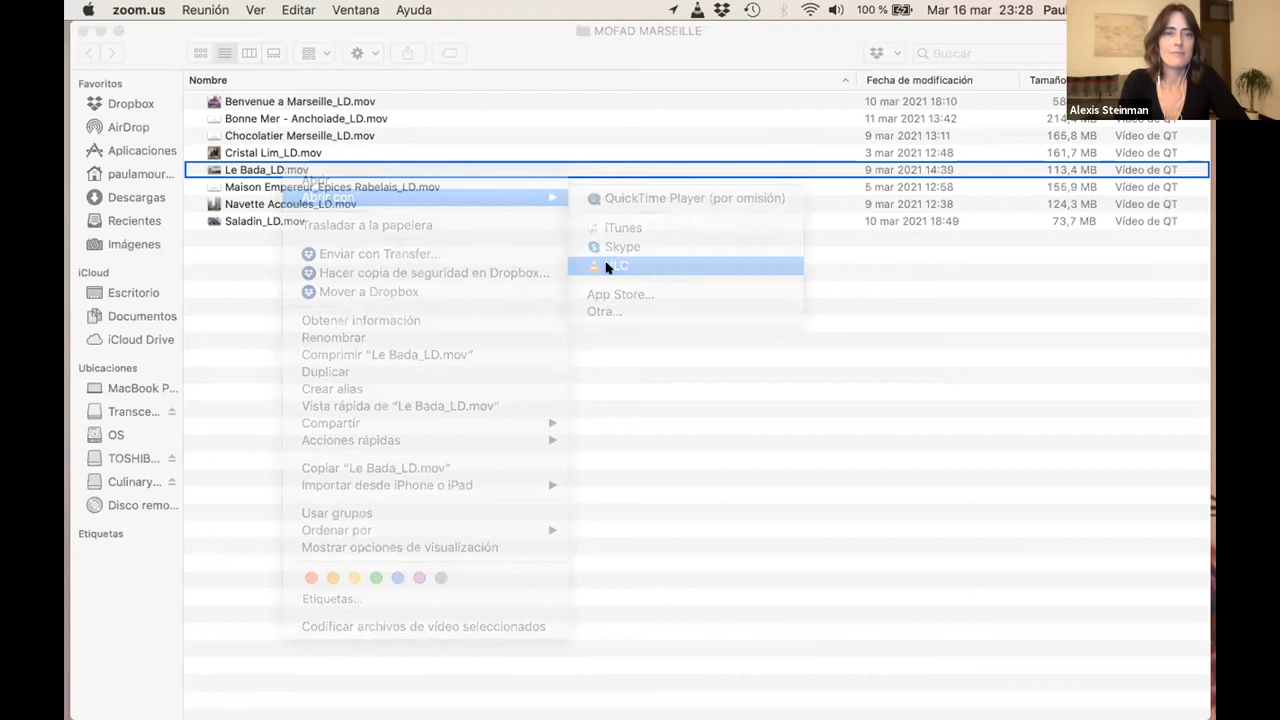 zoom.us Reunión Ver Editar Ventana Ayuda 100 % Mar 16 mar 23:28
MOFAD MARSEILLE
Buscar
Alexis Steinman
Favoritos
Dropbox
AirDrop
Aplicaciones
paulamour...
Descargas
Recientes
Imágenes
iCloud
Escritorio
Documentos
iCloud Drive
Ubicaciones
MacBook P...
Transce...
OS
TOSHIB...
Culinary...
Disco remo...
Etiquetas
Nombre Fecha de modificación
Benvenue a Marseille_LD.mov 10 mar 2021 18:10
Bonne Mer - Anchoiade_LD.mov 11 mar 2021 13:42 MB Vídeo de QT
Chocolatier Merseille_LD.mov 9 mar 2021 13:11 165,8 MB Vídeo de QT
Cristal Lim_LD.mov 3 mar 2021 12:48 161,7 MB Vídeo de QT
Le Bada_LD.mov 9 mar 2021 14:39 113,4 MB Vídeo de QT
Maison Empereur_Epices Rabelais_LD.mov 5 mar 2021 12:58 155,9 MB Vídeo de QT
Navette Accoules_LD.mov 9 mar 2021 12:38 124,3 MB Vídeo de QT
Saladin_LD.mov 10 mar 2021 18:49 73,7 MB Vídeo de QT
Abrir
Abrir con
Trasladar a la papelera
Enviar con Transfer...
Hacer copia de seguridad en Dropbox...
Mover a Dropbox
Obtener información
Renombrar
Comprimir “Le Bada_LD.mov”
Duplicar
Crear alias
Vista rápida de “Le Bada_LD.mov”
Compartir
Acciones rápidas
Copiar “Le Bada_LD.mov”
Importar desde iPhone o iPad
Usar grupos
Ordenar por
Mostrar opciones de visualización
Etiquetas...
Codificar archivos de vídeo seleccionados
QuickTime Player (por omisión)
iTunes
Skype
App Store...
Otra...